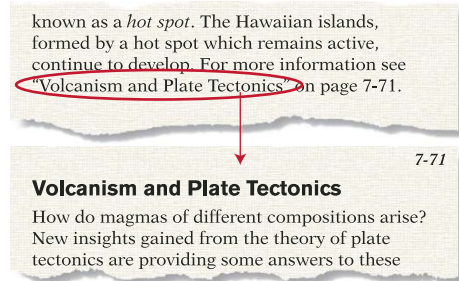 known as a hot spot. The Hawaiian islands,
formed by a hot spot which remains active,
continue to develop. For more information see
“Volcanism and Plate Tectonics” on page 7-71.
7-71
Volcanism and Plate Tectonics
How do magmas of different compositions arise?
New insights gained from the theory of plate
tectonics are providing some answers to these